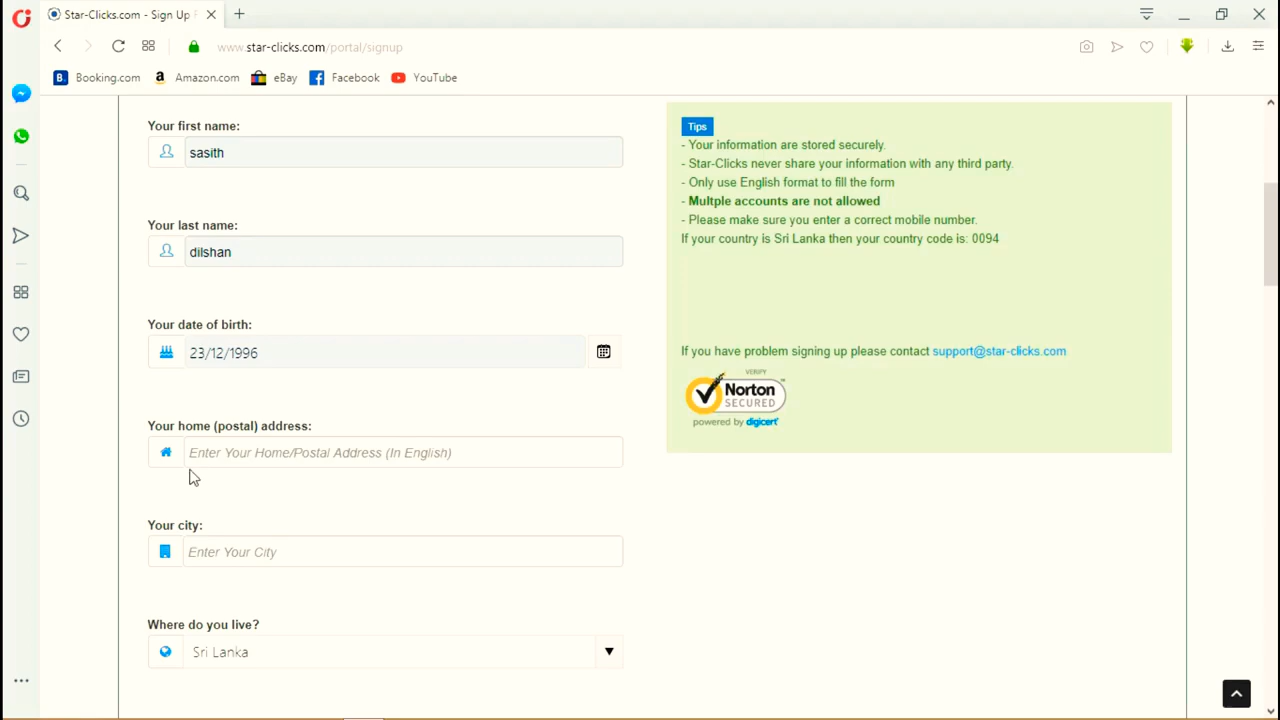 Star-Clicks.com - Sign Up
www.star-clicks.com/portal/signup
Booking.com
Amazon.com
eBay
Facebook
YouTube
Your first name:
sasith
Your last name:
dilshan
Your date of birth:
23/12/1996
Your home (postal) address:
Enter Your Home/Postal Address (In English)
Your city:
Enter Your City
Where do you live?
Sri Lanka
Tips
- Your information are stored securely.
- Star-Clicks never share your information with any third party.
- Only use English format to fill the form
- Multple accounts are not allowed
- Please make sure you enter a correct mobile number.
If your country is Sri Lanka then your country code is: 0094
If you have problem signing up please contact support@star-clicks.com
VERIFY
Norton
SECURED
powered by digicert